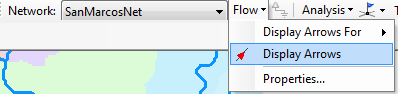 Network: SanMarcosNet Flow Analysis
Display Arrows For
Display Arrows
Properties...